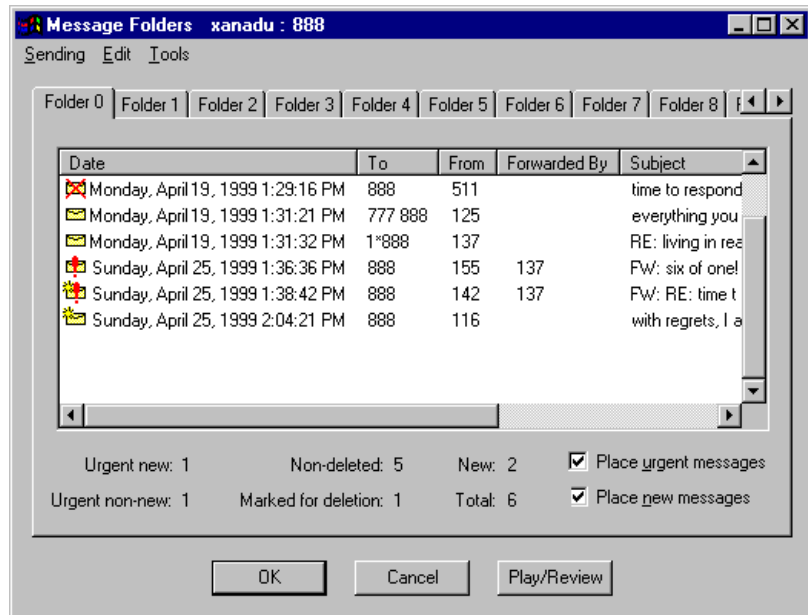 Message Folders xanadu : 888
Sending Edit Tools
Folder 0 Folder 1 Folder 2 Folder 3 Folder 4 Folder 5 Folder 6 Folder 7 Folder 8
Date To From Forwarded By Subject
Monday, April 19, 1999 1:29:16 PM 888 511 time to respond
Monday, April 19, 1999 1:31:21 PM 777 888 125 everything you
Monday, April 19, 1999 1:31:32 PM 1*888 137 RE: living in rea
Sunday, April 25, 1999 1:36:36 PM 888 155 137 FW: six of one!
Sunday, April 25, 1999 1:38:42 PM 888 142 137 FW: RE: time t
Sunday, April 25, 1999 2:04:21 PM 888 116 with regrets, I a
Urgent new: 1 Non-deleted: 5 New: 2 Place urgent messages
Urgent non-new: 1 Marked for deletion: 1 Total: 6 Place new messages
OK Cancel Play/Review